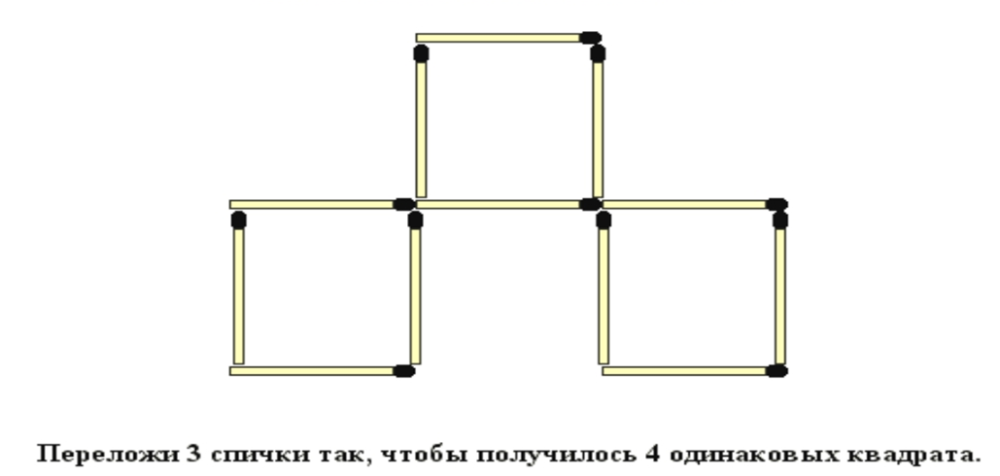 Переложи 3 спички так, чтобы получилось 4 одинаковых квадрата.